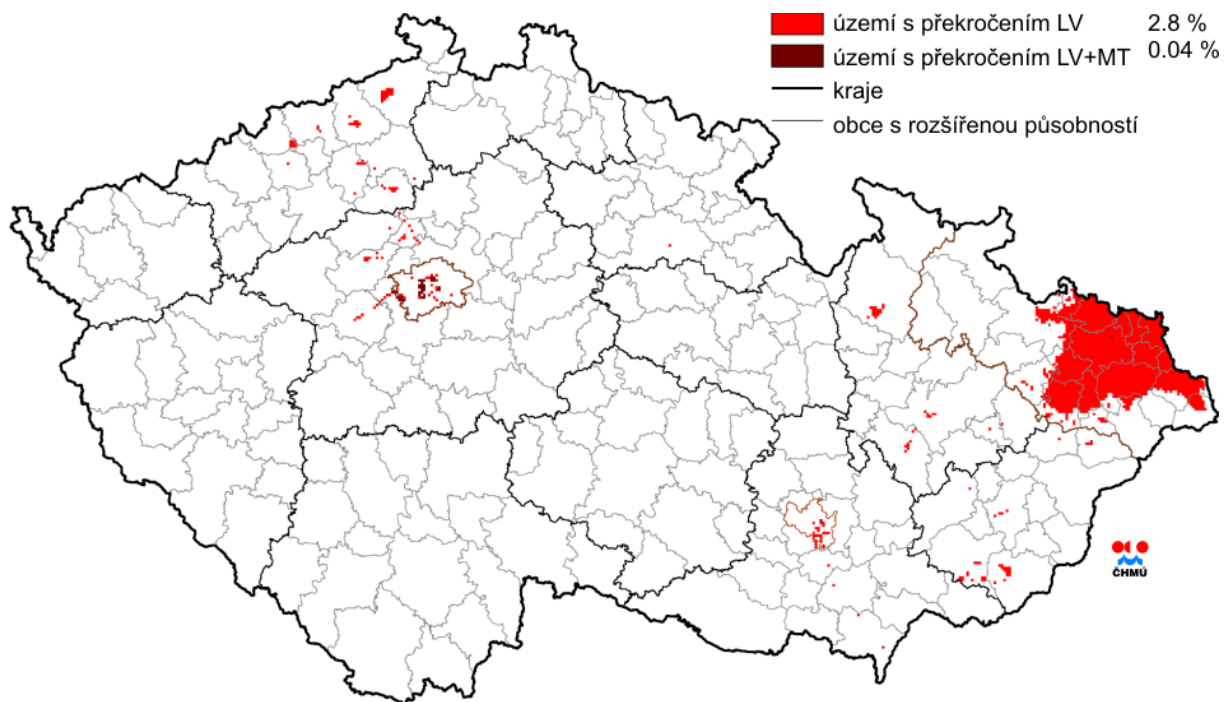 území s překročením LV 2.8 %
území s překročením LV+MT 0.04 %
kraje
obce s rozšířenou působností
ČHMÚ